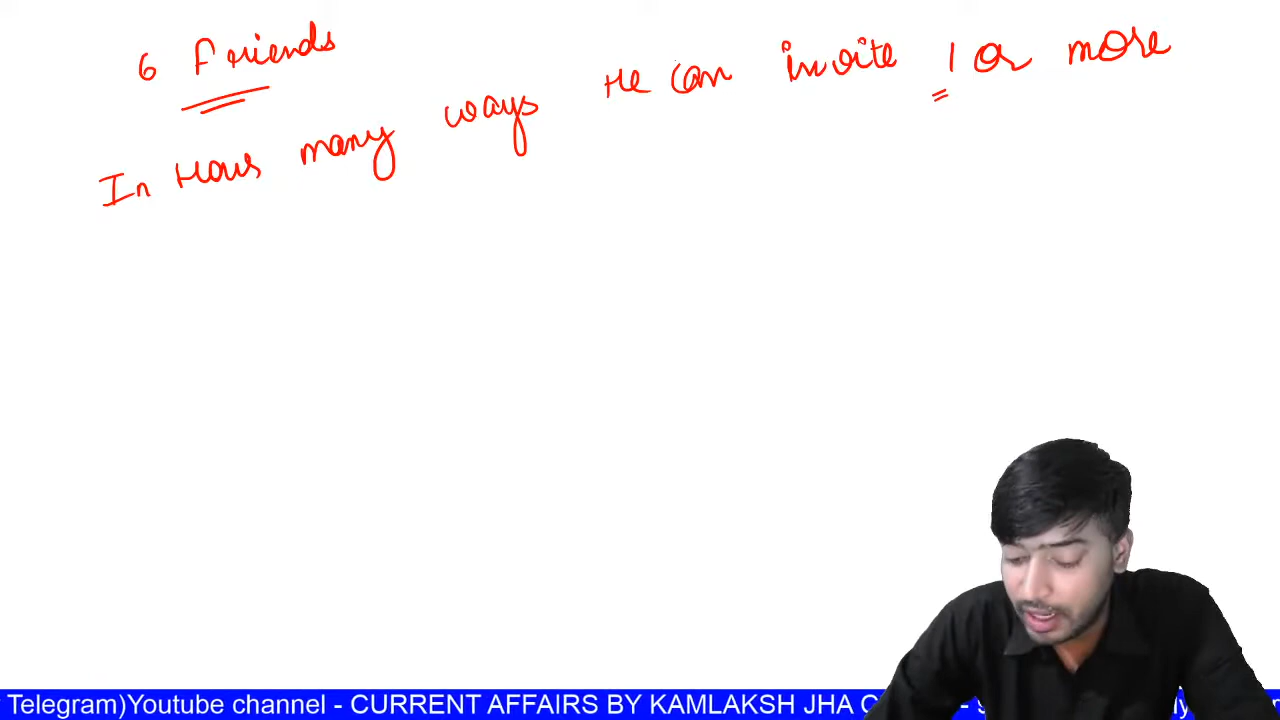 6 Friends
In How many ways He can invite 1 or more
Telegram)Youtube channel - CURRENT AFFAIRS BY KAMLAKSH JHA